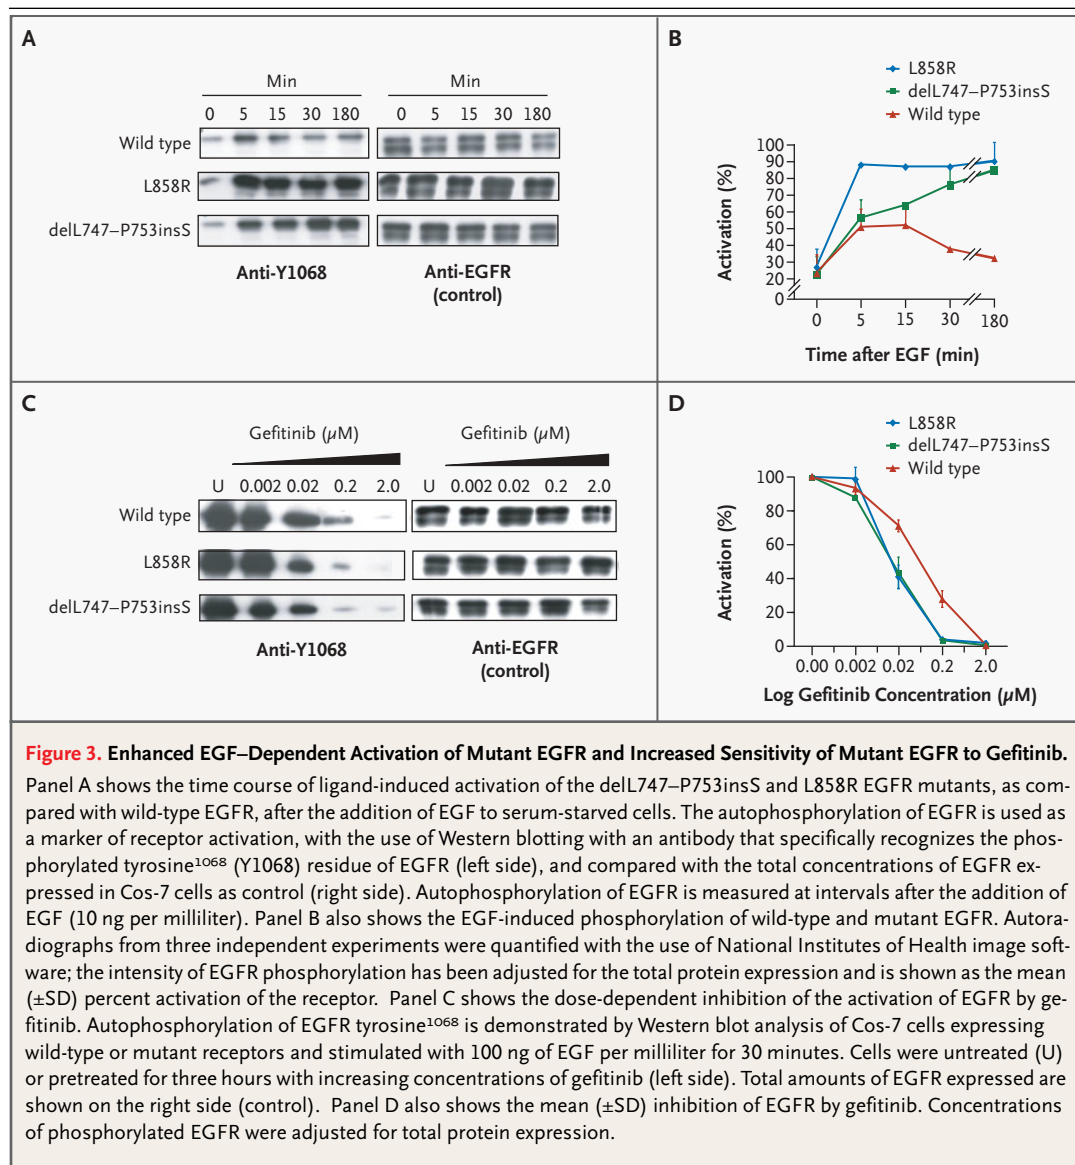 A
Min
Min
0 5 15 30 180
0 5 15 30 180
Wild type
L858R
delL747–P753insS
Anti-Y1068
Anti-EGFR
(control)
B
L858R
delL747–P753insS
Wild type
Activation (%)
100
90
80
70
60
50
40
30
20
0
0 5 15 30 180
Time after EGF (min)
C
Gefitinib (µM)
Gefitinib (µM)
U 0.002 0.02 0.2 2.0
U 0.002 0.02 0.2 2.0
Wild type
L858R
delL747–P753insS
Anti-Y1068
Anti-EGFR
(control)
D
L858R
delL747–P753insS
Wild type
Activation (%)
100
80
60
40
20
0
0.00 0.002 0.02 0.2 2.0
Log Gefitinib Concentration (µM)
Figure 3. Enhanced EGF–Dependent Activation of Mutant EGFR and Increased Sensitivity of Mutant EGFR to Gefitinib.
Panel A shows the time course of ligand-induced activation of the delL747–P753insS and L858R EGFR mutants, as com-
pared with wild-type EGFR, after the addition of EGF to serum-starved cells. The autophosphorylation of EGFR is used as
a marker of receptor activation, with the use of Western blotting with an antibody that specifically recognizes the phos-
phorylated tyrosine¹⁰⁶⁸ (Y1068) residue of EGFR (left side), and compared with the total concentrations of EGFR ex-
pressed in Cos-7 cells as control (right side). Autophosphorylation of EGFR is measured at intervals after the addition of
EGF (10 ng per milliliter). Panel B also shows the EGF-induced phosphorylation of wild-type and mutant EGFR. Autora-
diographs from three independent experiments were quantified with the use of National Institutes of Health image soft-
ware; the intensity of EGFR phosphorylation has been adjusted for the total protein expression and is shown as the mean
(±SD) percent activation of the receptor. Panel C shows the dose-dependent inhibition of the activation of EGFR by ge-
fitinib. Autophosphorylation of EGFR tyrosine¹⁰⁶⁸ is demonstrated by Western blot analysis of Cos-7 cells expressing
wild-type or mutant receptors and stimulated with 100 ng of EGF per milliliter for 30 minutes. Cells were untreated (U)
or pretreated for three hours with increasing concentrations of gefitinib (left side). Total amounts of EGFR expressed are
shown on the right side (control). Panel D also shows the mean (±SD) inhibition of EGFR by gefitinib. Concentrations
of phosphorylated EGFR were adjusted for total protein expression.